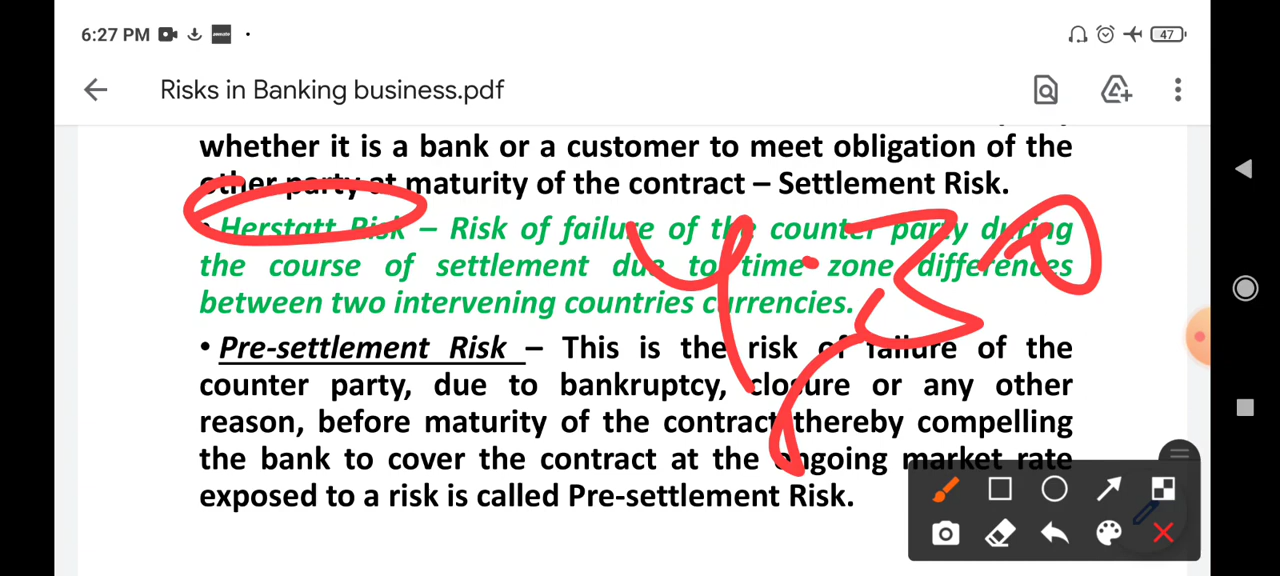 6:27 PM
47
Risks in Banking business.pdf
whether it is a bank or a customer to meet obligation of the
other party at maturity of the contract – Settlement Risk.
• Herstatt Risk – Risk of failure of the counter party during
the course of settlement due to time zone differences
between two intervening countries currencies.
4.30
• Pre-settlement Risk – This is the risk of failure of the
counter party, due to bankruptcy, closure or any other
reason, before maturity of the contract thereby compelling
the bank to cover the contract at the ongoing market rate
exposed to a risk is called Pre-settlement Risk.